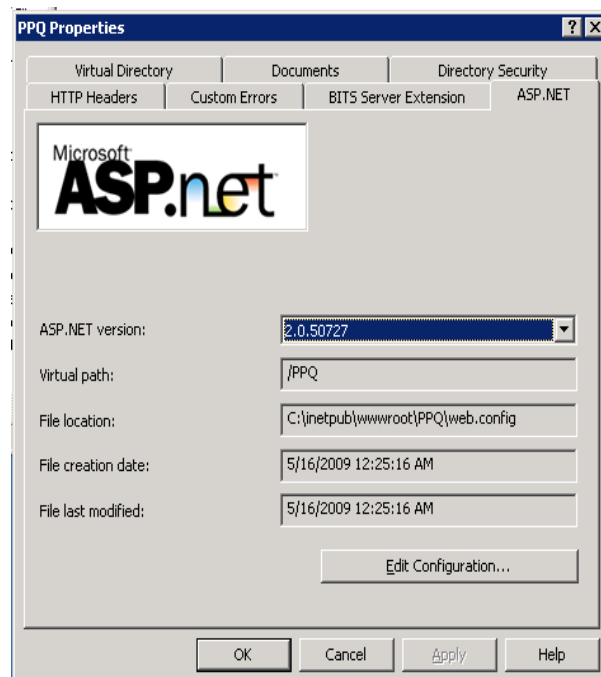 PPQ Properties
Virtual Directory Documents Directory Security
HTTP Headers Custom Errors BITS Server Extension ASP.NET
Microsoft
ASP.net
ASP.NET version: 2.0.50727
Virtual path: /PPQ
File location: C:\inetpub\wwwroot\PPQ\web.config
File creation date: 5/16/2009 12:25:16 AM
File last modified: 5/16/2009 12:25:16 AM
Edit Configuration...
OK Cancel Apply Help